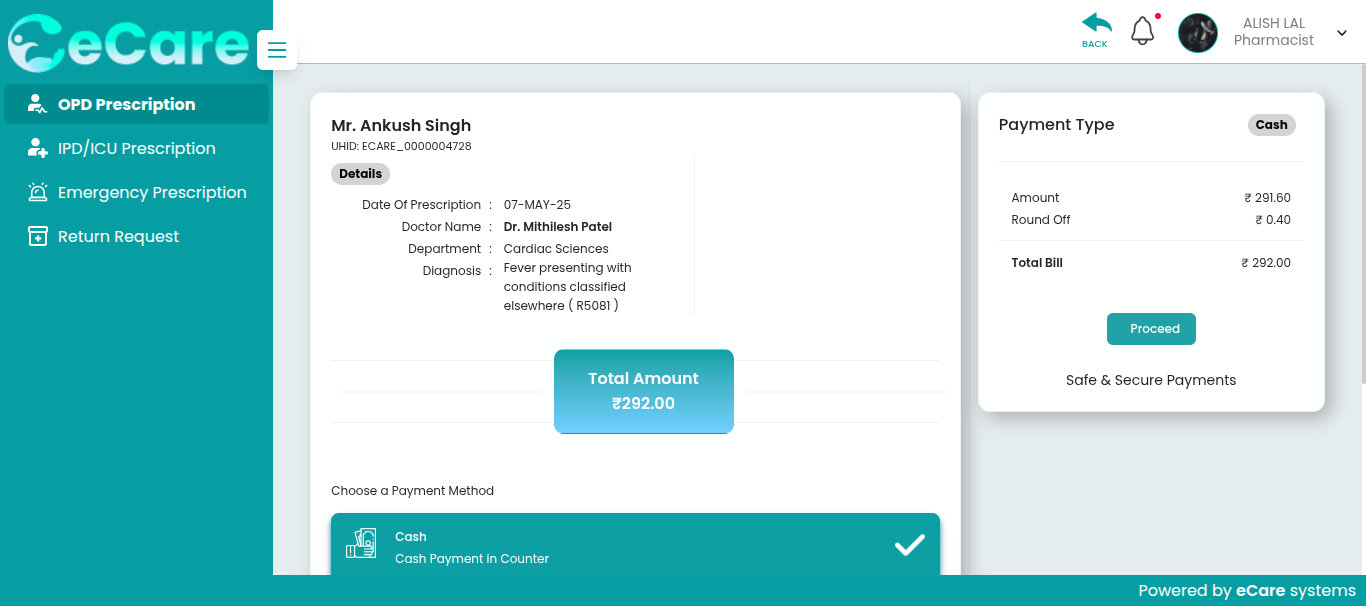 eCare
OPD Prescription
IPD/ICU Prescription
Emergency Prescription
Return Request
BACK
ALISH LAL
Pharmacist
Mr. Ankush Singh
UHID: ECARE_0000004728
Details
Date Of Prescription : 07-MAY-25
Doctor Name : Dr. Mithilesh Patel
Department : Cardiac Sciences
Diagnosis : Fever presenting with
conditions classified
elsewhere ( R5081 )
Total Amount
₹292.00
Choose a Payment Method
Cash
Cash Payment in Counter
Payment Type Cash
Amount ₹ 291.60
Round Off ₹ 0.40
Total Bill ₹ 292.00
Proceed
Safe & Secure Payments
Powered by eCare systems